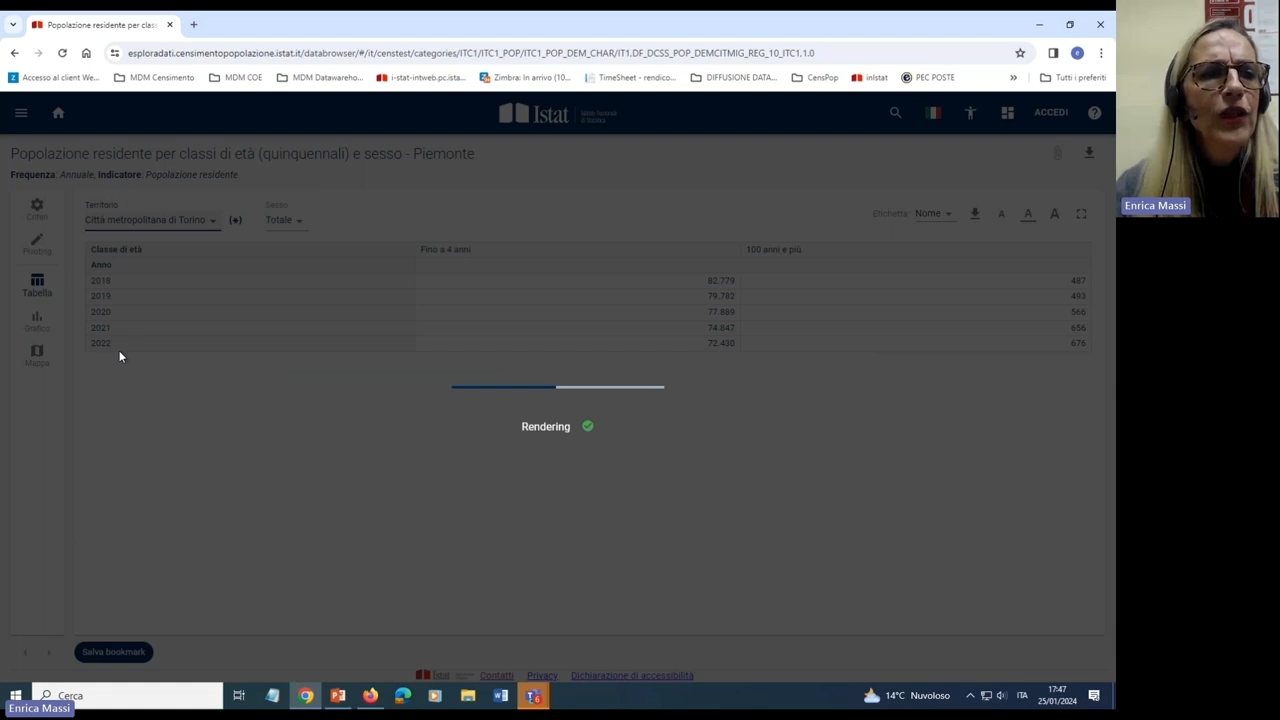 Popolazione residente per clas
esploradati.censimentopopolazione.istat.it/databrowser/#/it/censtest/categories/ITC1/ITC1_POP/ITC1_POP_DEM_CHAR/IT1,DF_DCSS_POP_DEMCITMIG_REG_10_ITC1,1.0
e
Accesso al client We... MDM Censimento MDM COE MDM Datawareho... i-stat-intweb.pc.ista... Zimbra: In arrivo (10... TimeSheet - rendico... DIFFUSIONE DATA... CensPop inIstat PEC POSTE » Tutti i preferiti
Istat ACCEDI
Popolazione residente per classi di età (quinquennali) e sesso - Piemonte
Frequenza: Annuale, Indicatore: Popolazione residente
Criteri
Pivoting
Tabella
Grafico
Mappa
Territorio Sesso
Città metropolitana di Torino (•) Totale Etichetta: Nome A A A
Classe di età Fino a 4 anni 100 anni e più
Anno
2018 82.779 487
2019 79.782 493
2020 77.889 566
2021 74.847 656
2022 72.430 676
Rendering
Salva bookmark
Istat Contatti Privacy Dichiarazione di accessibilità
Cerca
14°C Nuvoloso ITA 17:47
25/01/2024
Enrica Massi
Enrica Massi